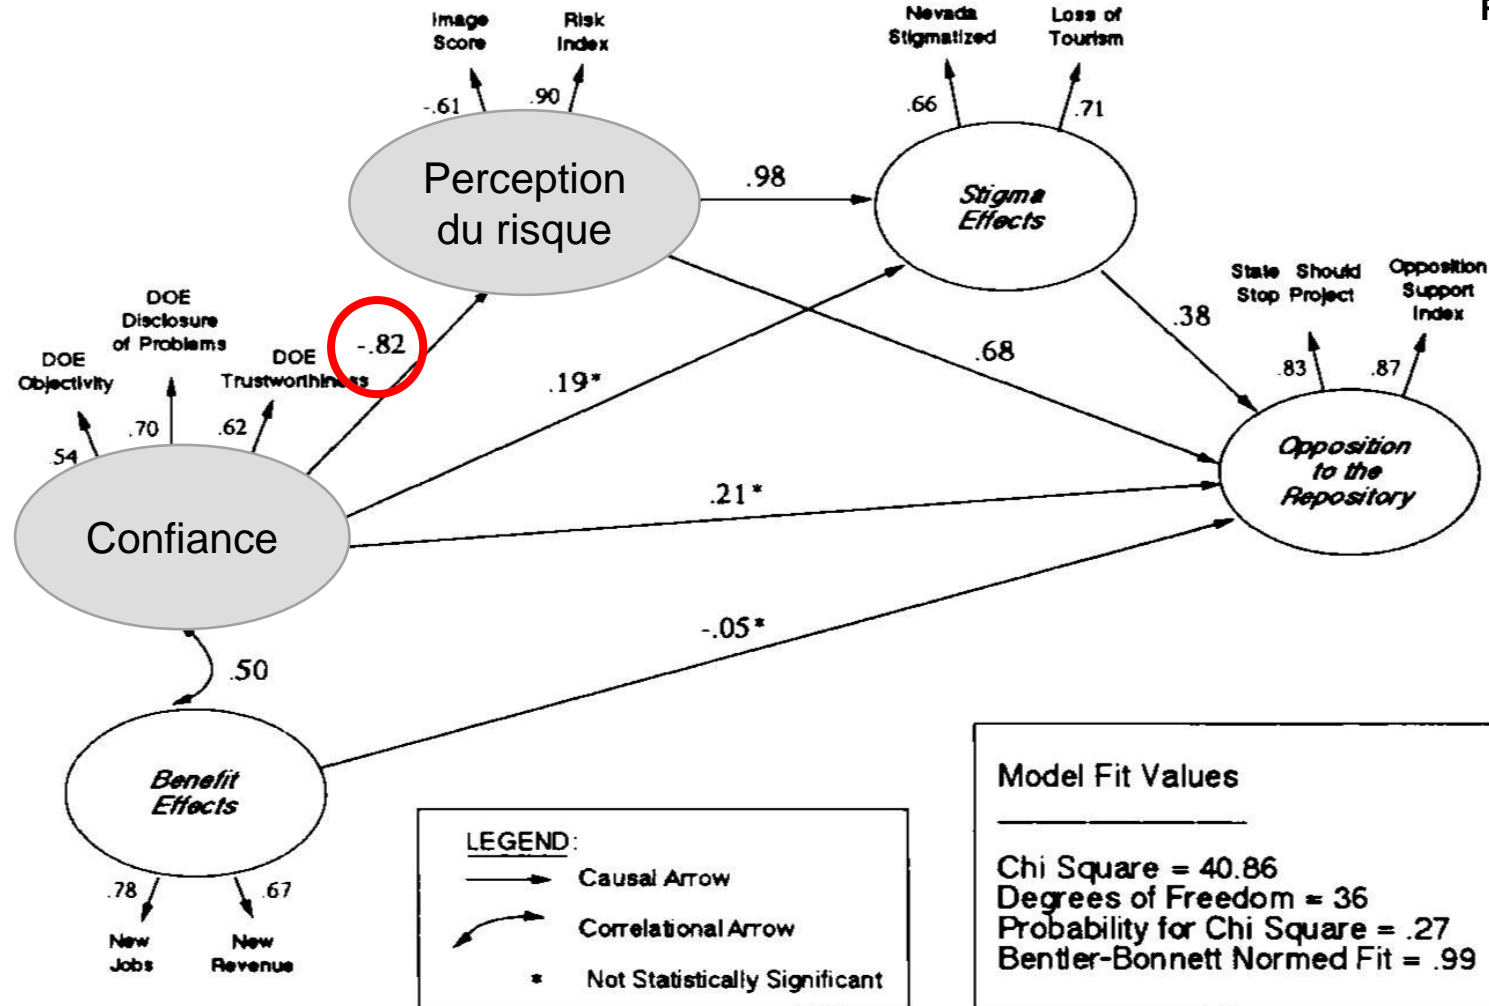 Image
Score
Risk
Index
Nevada
Stigmatized
Loss of
Tourism
-.61
.90
.66
.71
Perception
du risque
.98
Stigma
Effects
State Should
Stop Project
Opposition
Support
Index
DOE
Disclosure
of Problems
DOE
Objectivity
DOE
Trustworthiness
-.82
.38
.68
.19*
.83
.87
.54
.70
.62
Opposition
to the
Repository
Confiance
.21*
-.05*
.50
Benefit
Effects
.78
.67
New
Jobs
New
Revenue
LEGEND:
Causal Arrow
Correlational Arrow
* Not Statistically Significant
Model Fit Values
Chi Square = 40.86
Degrees of Freedom = 36
Probability for Chi Square = .27
Bentler-Bonnett Normed Fit = .99